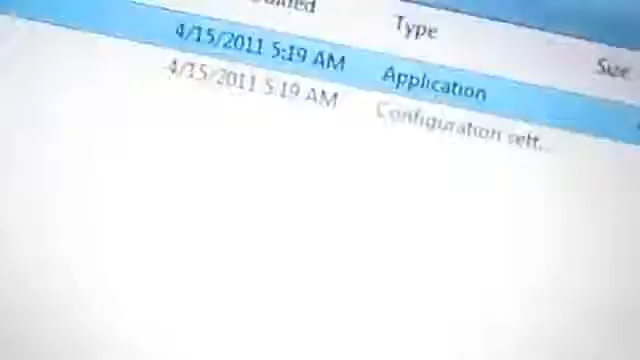 Type
Size
4/15/2011 5:19 AM Application
4/15/2011 5:19 AM Configuration sett...